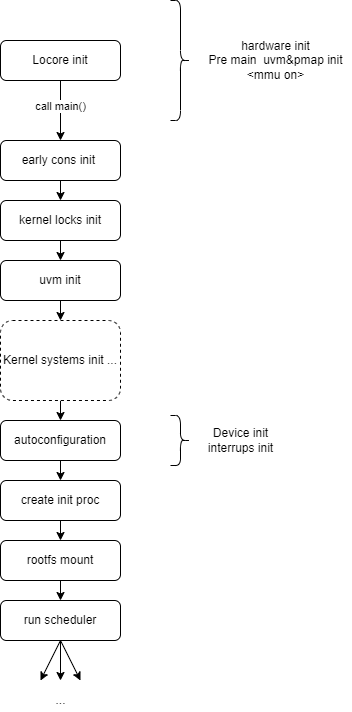 hardware init
Pre main uvm&pmap init
<mmu on>
Locore init
call main()
early cons init
kernel locks init
uvm init
Kernel systems init ...
autoconfiguration
Device init
interrups init
create init proc
rootfs mount
run scheduler
...